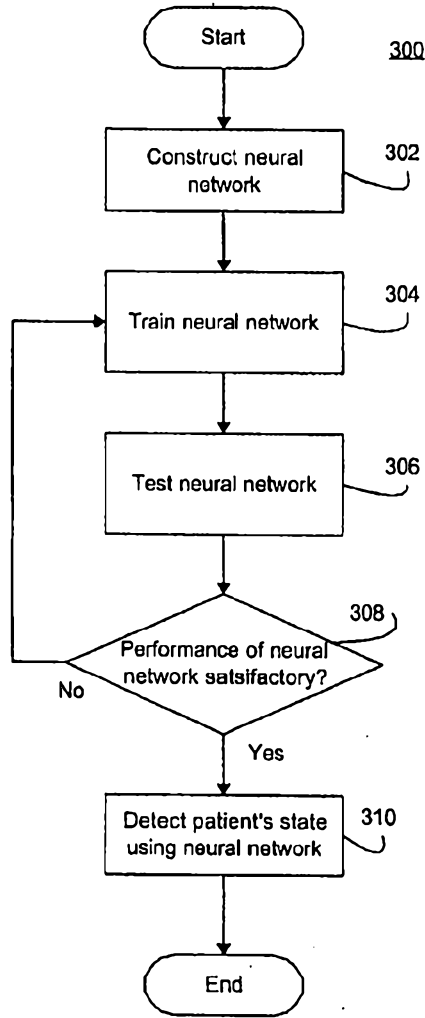 Start
300
Construct neural
network
302
Train neural network
304
Test neural network
306
308
Performance of neural
network satsifactory?
No
Yes
Detect patient's state
using neural network
310
End